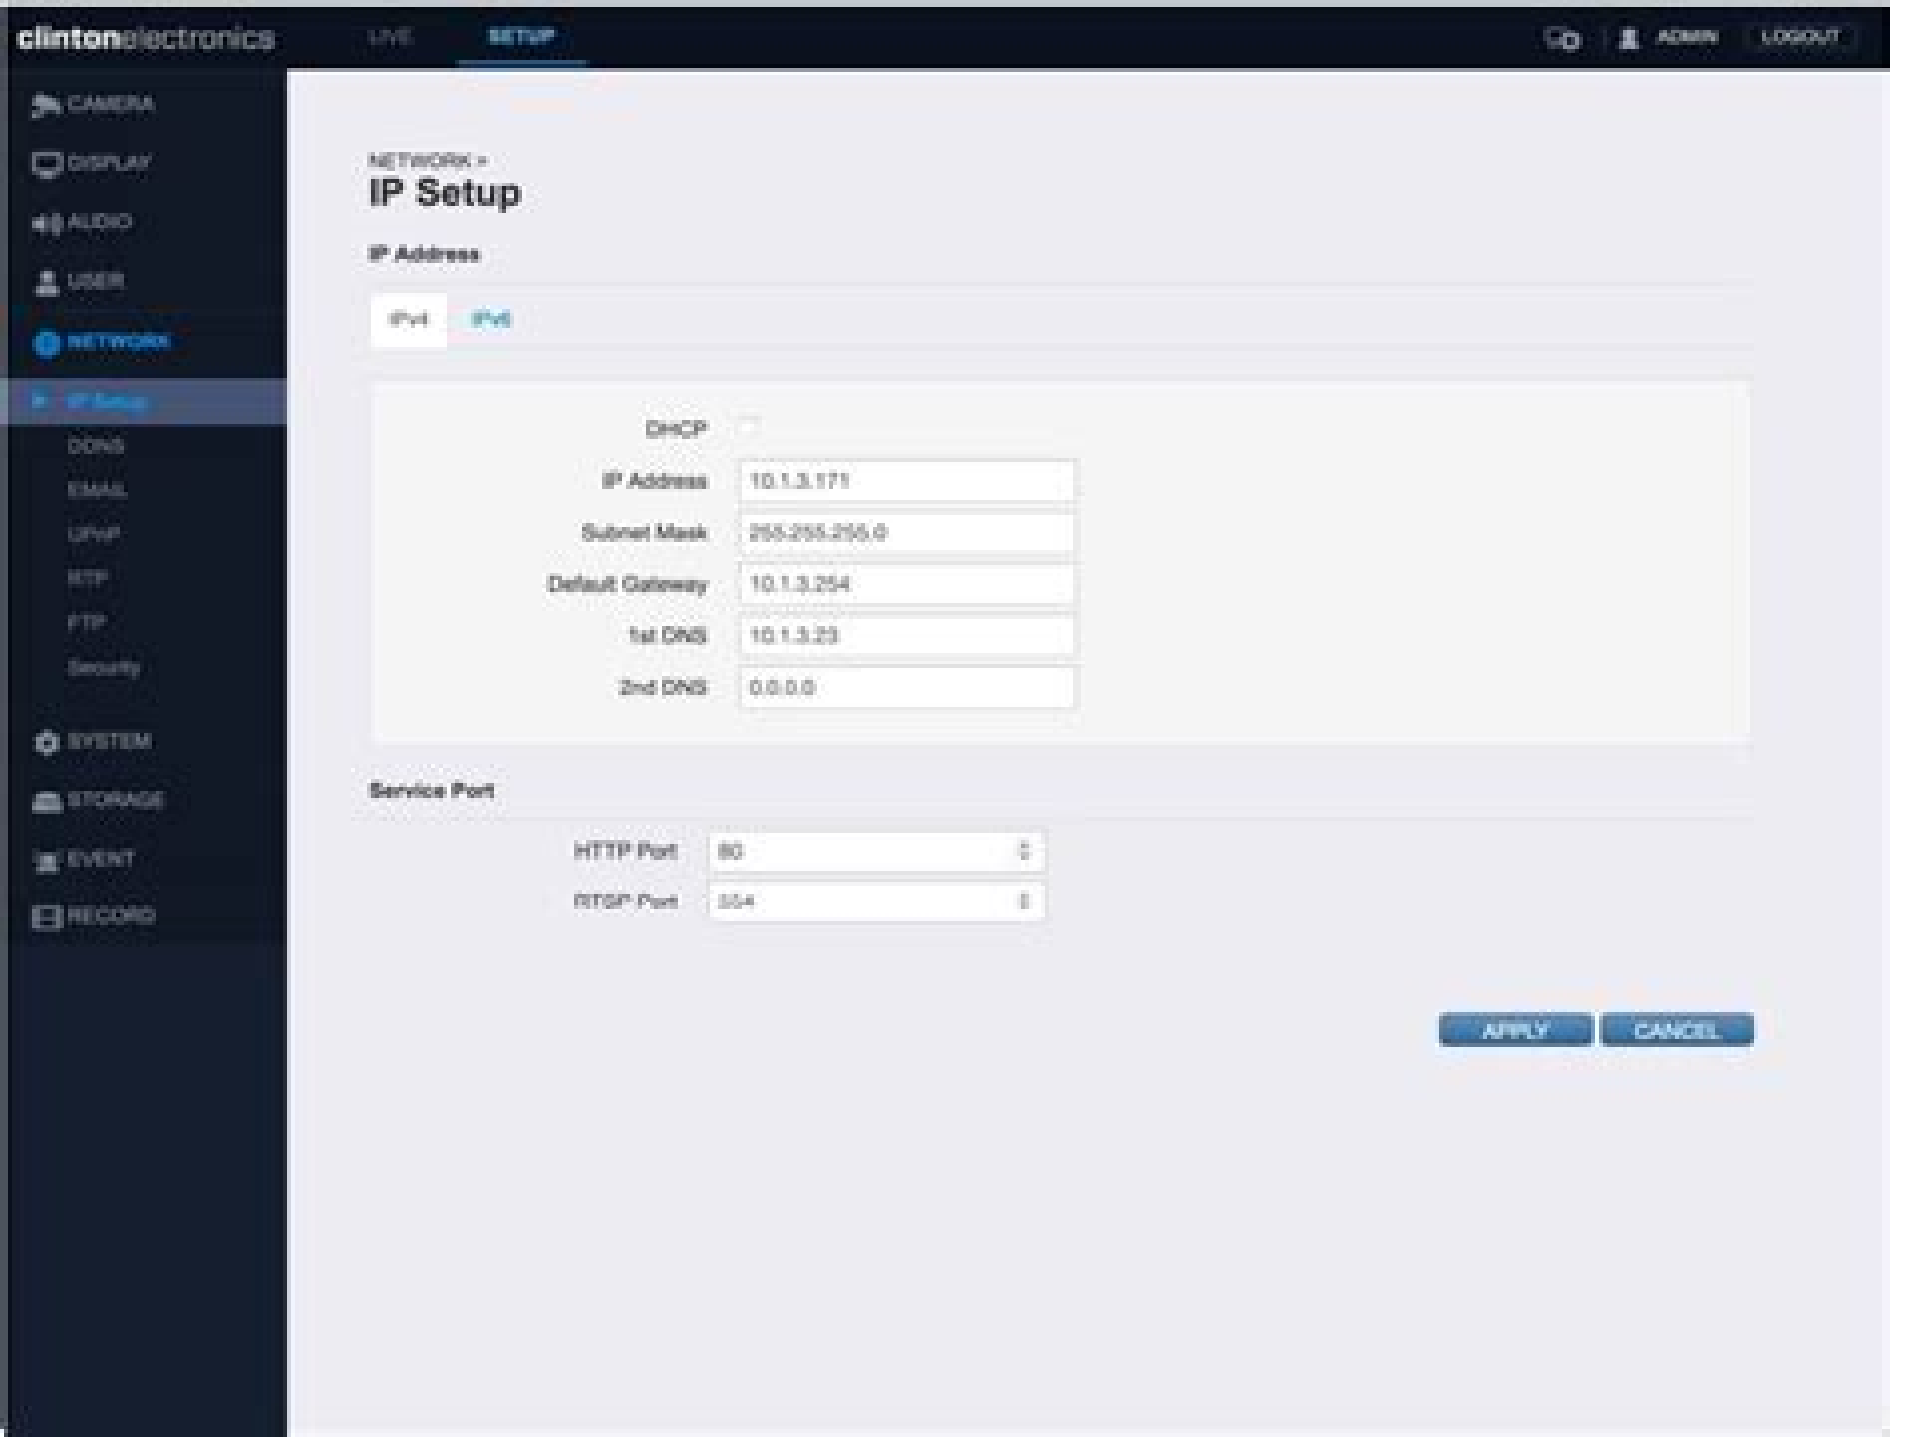 clintonelectronics
LIVE SETUP ADMIN LOGOUT
CAMERA
DISPLAY
AUDIO
USER
NETWORK
IP Setup
DDNS
EMAIL
UPnP
RTP
FTP
Security
SYSTEM
STORAGE
EVENT
RECORD
NETWORK »
IP Setup
IP Address
IPv4 IPv6
DHCP
IP Address 10.1.3.171
Subnet Mask 255.255.255.0
Default Gateway 10.1.3.254
1st DNS 10.1.3.23
2nd DNS 0.0.0.0
Service Port
HTTP Port 80
RTSP Port 554
APPLY CANCEL